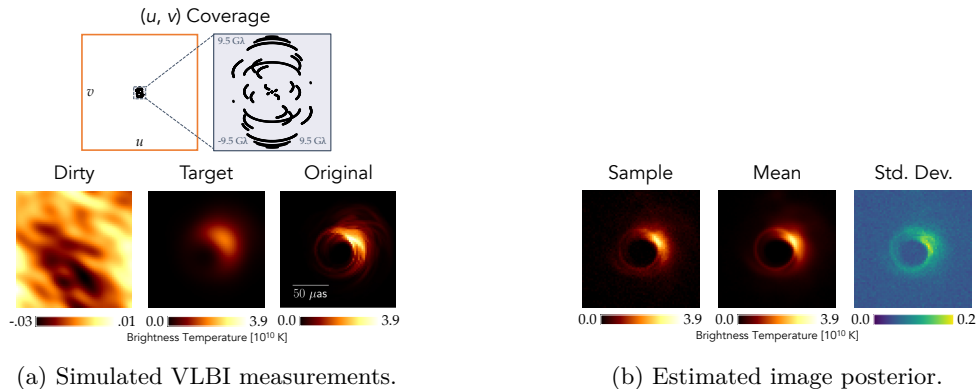 (u, v) Coverage
9.5 Gλ
v
-9.5 Gλ 9.5 Gλ
u
Dirty Target Original
50 μas
-.03 .01 0.0 3.9 0.0 3.9
Brightness Temperature [10¹⁰ K]
(a) Simulated VLBI measurements.
Sample Mean Std. Dev.
0.0 3.9 0.0 3.9 0.0 0.2
Brightness Temperature [10¹⁰ K]
(b) Estimated image posterior.